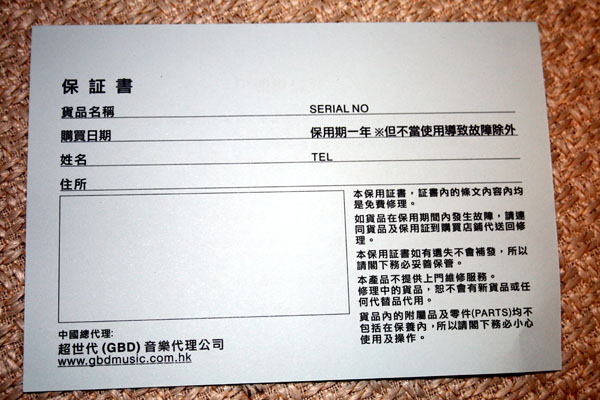 保証書
貨品名稱 SERIAL NO
購買日期 保用期一年 ※但不當使用導致故障除外
姓名 TEL
住所
本保用証書，証書內的條文內容內均
是免費修理。
如貨品在保用期間內發生故障，請連
同貨品及保用証到購買店鋪代送回修
理。
本保用証書如有遺失不會補發，所以
請閣下務必妥善保管。
本產品不提供上門維修服務。
修理中的貨品，恕不會有新貨品或任
何代替品代用。
貨品內的附屬品及零件(PARTS)均不
包括在保養內，所以請閣下務必小心
使用及操作。
中國總代理:
超世代 (GBD) 音樂代理公司
www.gbdmusic.com.hk